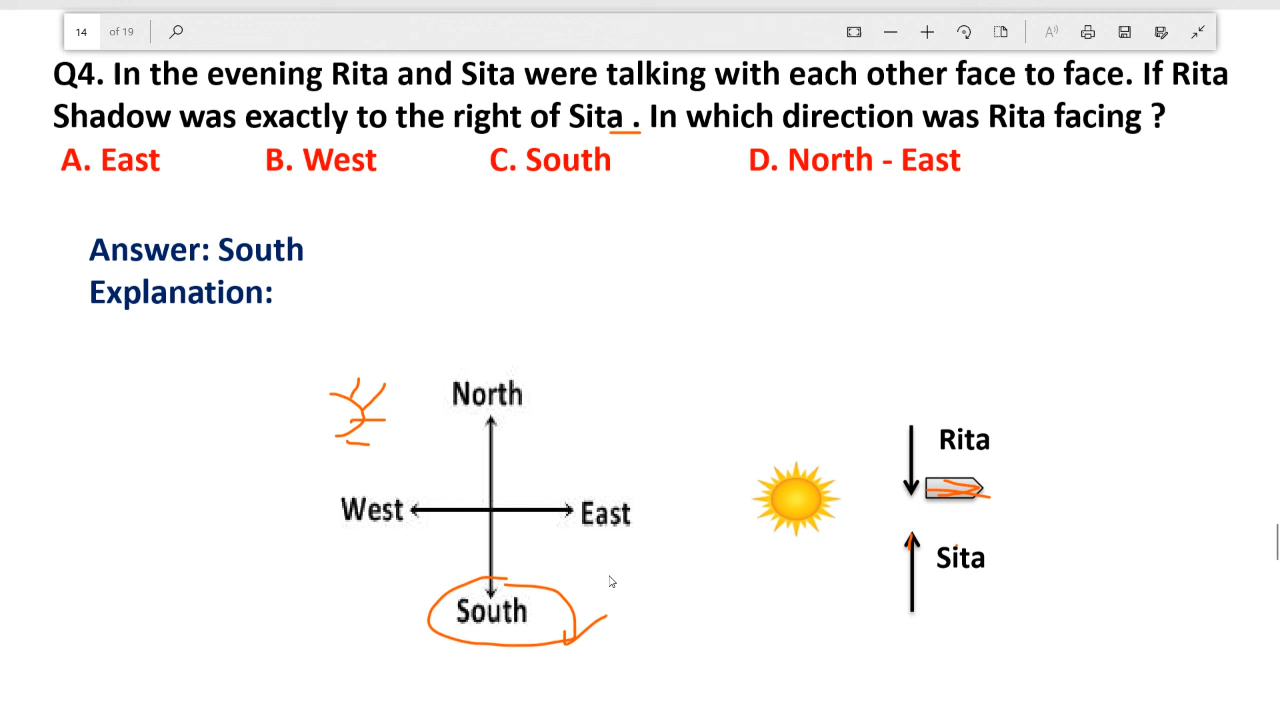 14 of 19
Q4. In the evening Rita and Sita were talking with each other face to face. If Rita
Shadow was exactly to the right of Sita . In which direction was Rita facing ?
A. East B. West C. South D. North - East
Answer: South
Explanation:
North
Rita
West East
Sita
South